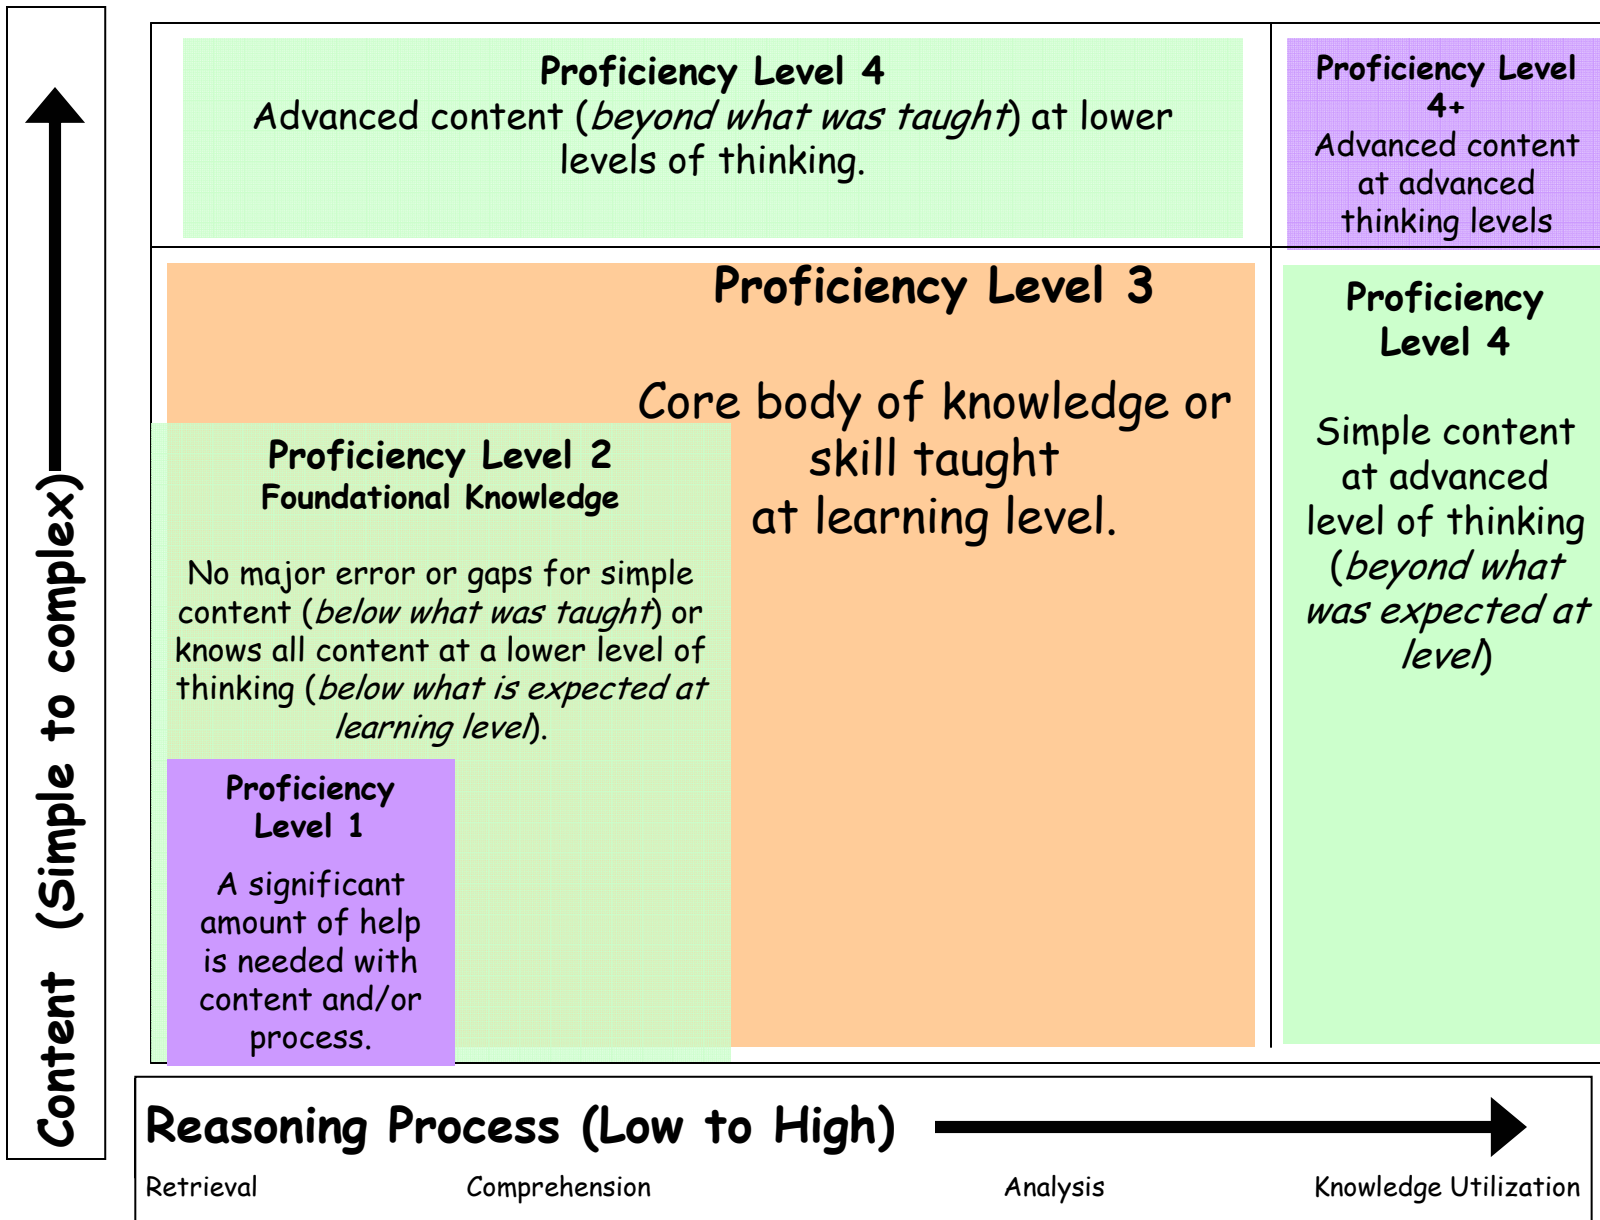 Proficiency Level 4
Advanced content (beyond what was taught) at lower
levels of thinking.
Proficiency Level
4+
Advanced content
at advanced
thinking levels
Proficiency Level 3
Core body of knowledge or
skill taught
at learning level.
Proficiency
Level 4
Simple content
at advanced
level of thinking
(beyond what
was expected at
level)
Proficiency Level 2
Foundational Knowledge
No major error or gaps for simple
content (below what was taught) or
knows all content at a lower level of
thinking (below what is expected at
learning level).
Proficiency
Level 1
A significant
amount of help
is needed with
content and/or
process.
Content (Simple to complex)
Reasoning Process (Low to High)
Retrieval Comprehension Analysis Knowledge Utilization